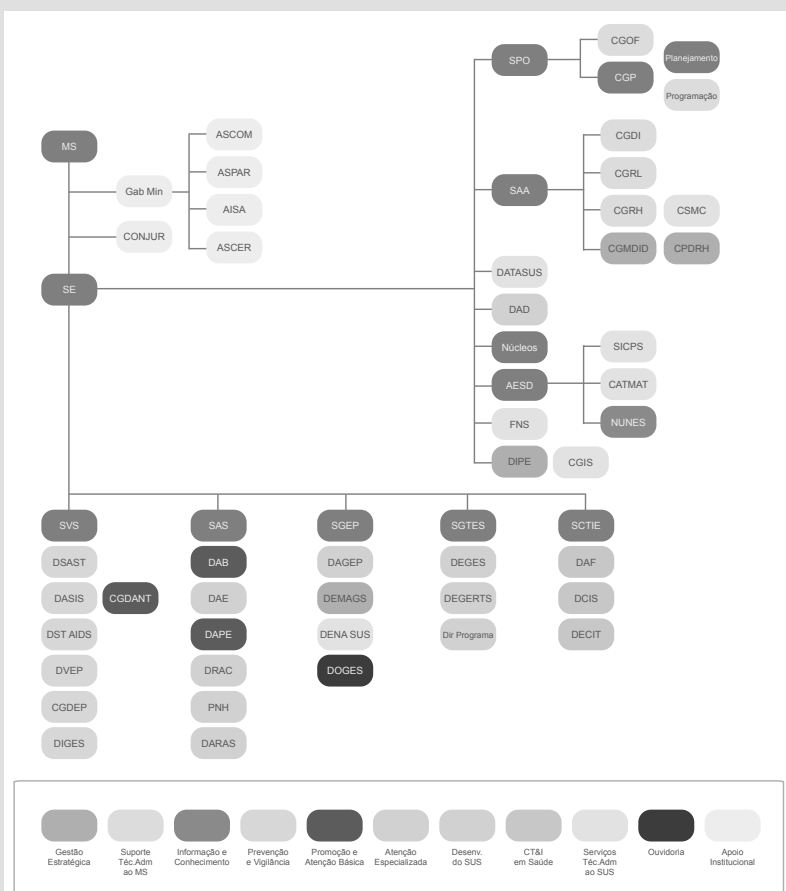 MS
Gab Min
CONJUR
SE
ASCOM
ASPAR
AISA
ASCER
SPO
CGOF
CGP
Planejamento
Programação
SAA
CGDI
CGRL
CGRH
CSMC
CGMDID
CPDRH
DATASUS
DAD
Núcleos
AESD
SICPS
CATMAT
NUNES
FNS
DIPE
CGIS
SVS
DSAST
DASIS
CGDANT
DST AIDS
DVEP
CGDEP
DIGES
SAS
DAB
DAE
DAPE
DRAC
PNH
DARAS
SGEP
DAGEP
DEMAGS
DENA SUS
DOGES
SGTES
DEGES
DEGERTS
Dir Programa
SCTIE
DAF
DCIS
DECIT
Gestão
Estratégica
Suporte
Téc.Adm
ao MS
Informação e
Conhecimento
Prevenção
e Vigilância
Promoção e
Atenção Básica
Atenção
Especializada
Desenv.
do SUS
CT&I
em Saúde
Serviços
Téc.Adm
ao SUS
Ouvidoria
Apoio
Institucional